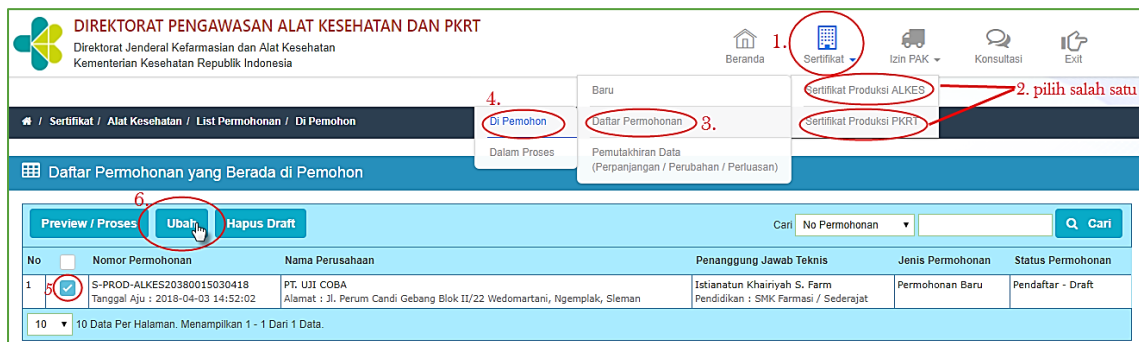 DIREKTORAT PENGAWASAN ALAT KESEHATAN DAN PKRT
Direktorat Jenderal Kefarmasian dan Alat Kesehatan
Kementerian Kesehatan Republik Indonesia
1.
Beranda
Sertifikat
Izin PAK
Konsultasi
Exit
Baru
Sertifikat Produksi ALKES
2. pilih salah satu
4.
/ Sertifikat / Alat Kesehatan / List Permohonan / Di Pemohon
Di Pemohon
Daftar Permohonan
3.
Sertifikat Produksi PKRT
Dalam Proses
Pemutakhiran Data
(Perpanjangan / Perubahan / Perluasan)
Daftar Permohonan yang Berada di Pemohon
6.
Preview / Proses
Ubah
Hapus Draft
Cari
No Permohonan
Cari
No
Nomor Permohonan
Nama Perusahaan
Penanggung Jawab Teknis
Jenis Permohonan
Status Permohonan
1
5
S-PROD-ALKES20380015030418
Tanggal Aju : 2018-04-03 14:52:02
PT. UJI COBA
Alamat : Jl. Perum Candi Gebang Blok II/22 Wedomartani, Ngemplak, Sleman
Istianatun Khairiyah S. Farm
Pendidikan : SMK Farmasi / Sederajat
Permohonan Baru
Pendaftar - Draft
10
10 Data Per Halaman. Menampilkan 1 - 1 Dari 1 Data.